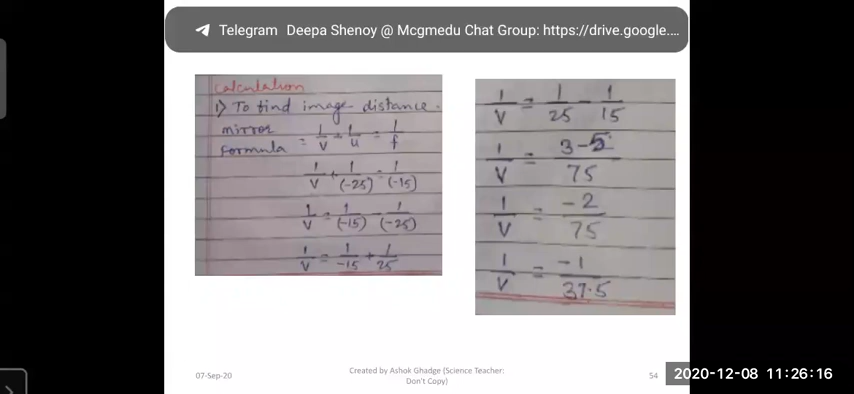 Telegram Deepa Shenoy @ Mcgmedu Chat Group: https://drive.google....
Calculation
1) To find image distance.
mirror formula = 1/v + 1/u = 1/f
1/v + 1/(-25) = 1/(-15)
1/v = 1/(-15) - 1/(-25)
1/v = 1/-15 + 1/25
1/v = 1/25 - 1/15
1/v = 3-5/75
1/v = -2/75
1/v = -1/37.5
07-Sep-20
Created by Ashok Ghadge (Science Teacher:
Don't Copy)
54
2020-12-08 11:26:16